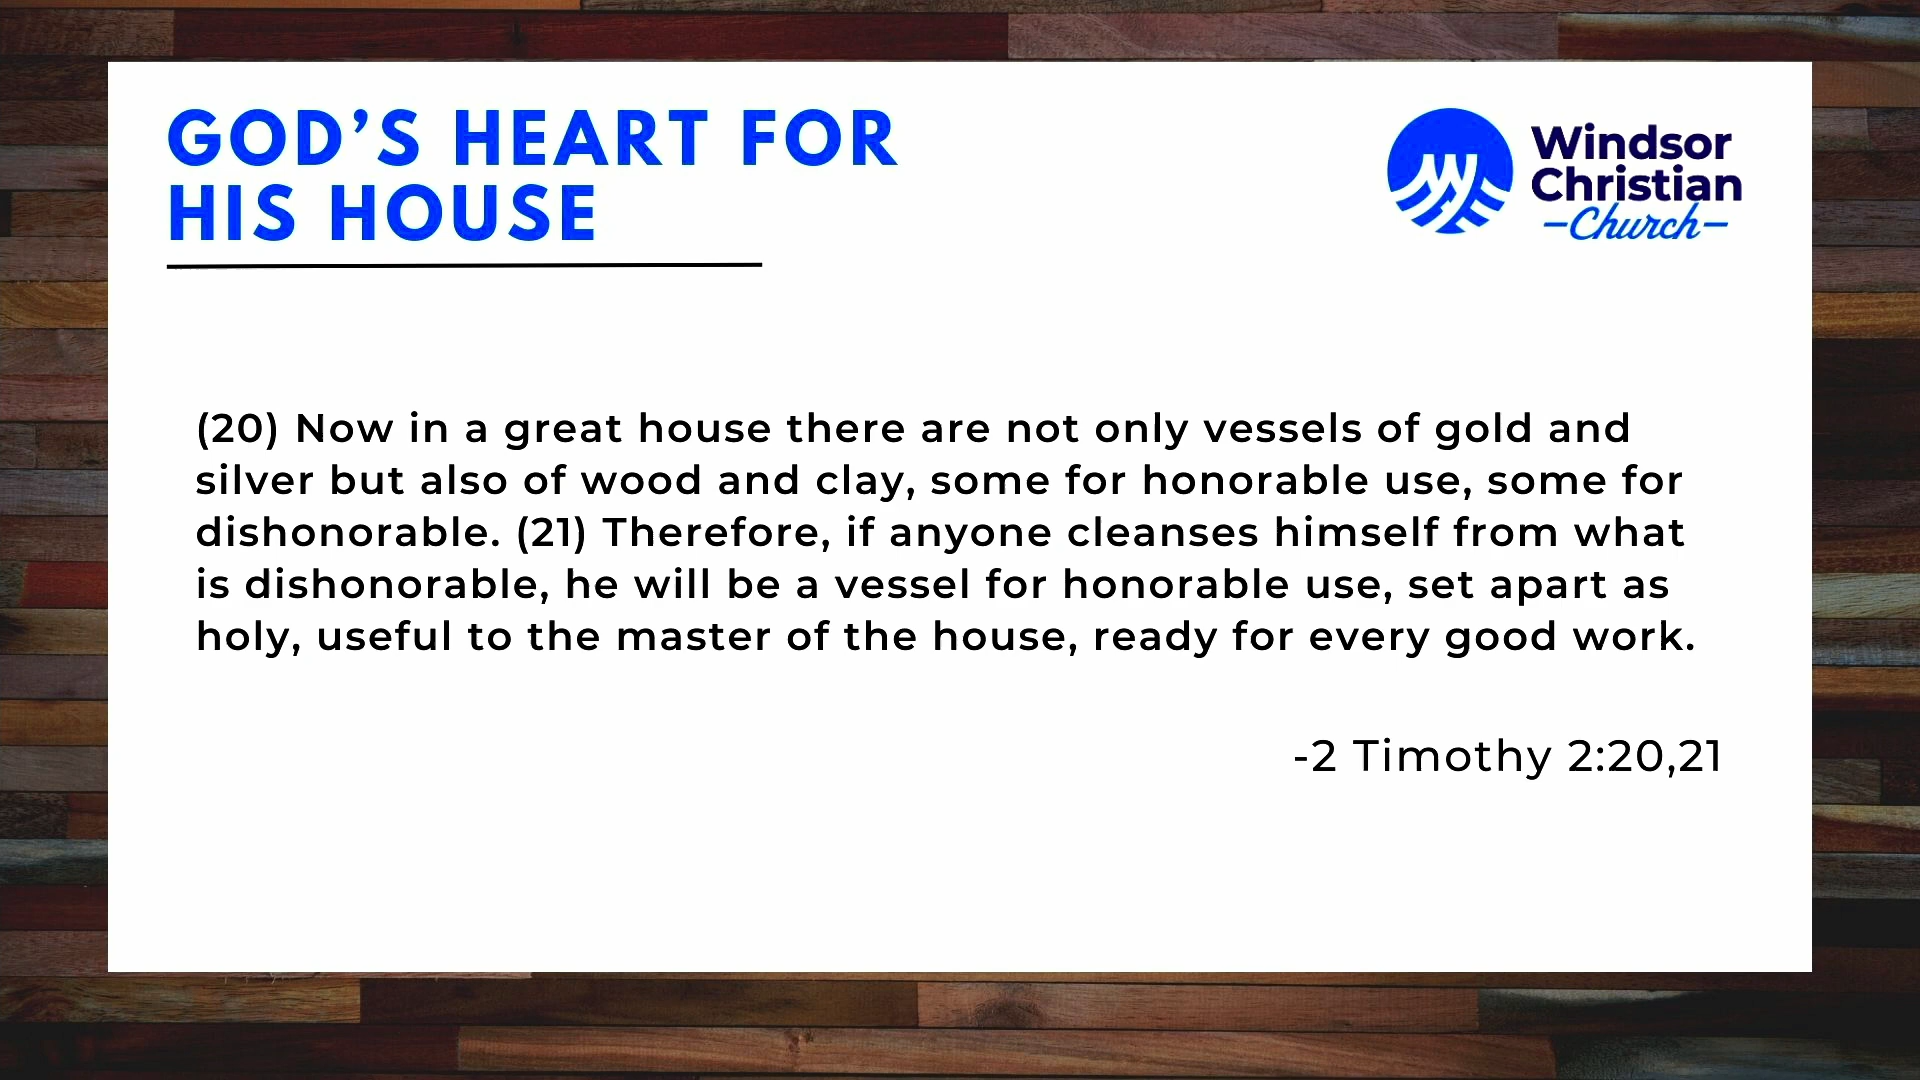 GOD’S HEART FOR
HIS HOUSE
Windsor
Christian
-Church-
(20) Now in a great house there are not only vessels of gold and
silver but also of wood and clay, some for honorable use, some for
dishonorable. (21) Therefore, if anyone cleanses himself from what
is dishonorable, he will be a vessel for honorable use, set apart as
holy, useful to the master of the house, ready for every good work.
-2 Timothy 2:20,21